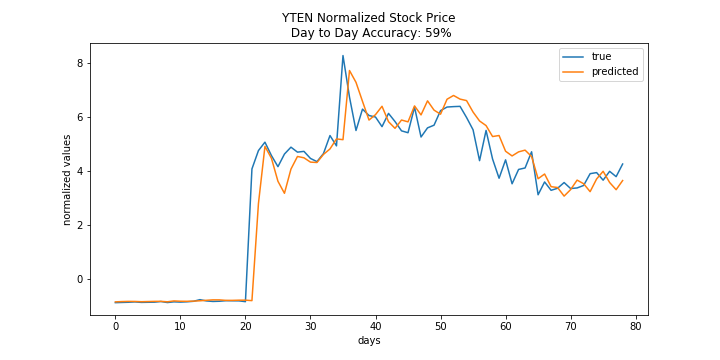 YTEN Normalized Stock Price
Day to Day Accuracy: 59%
true
predicted
normalized values
8
6
4
2
0
0 10 20 30 40 50 60 70 80
days